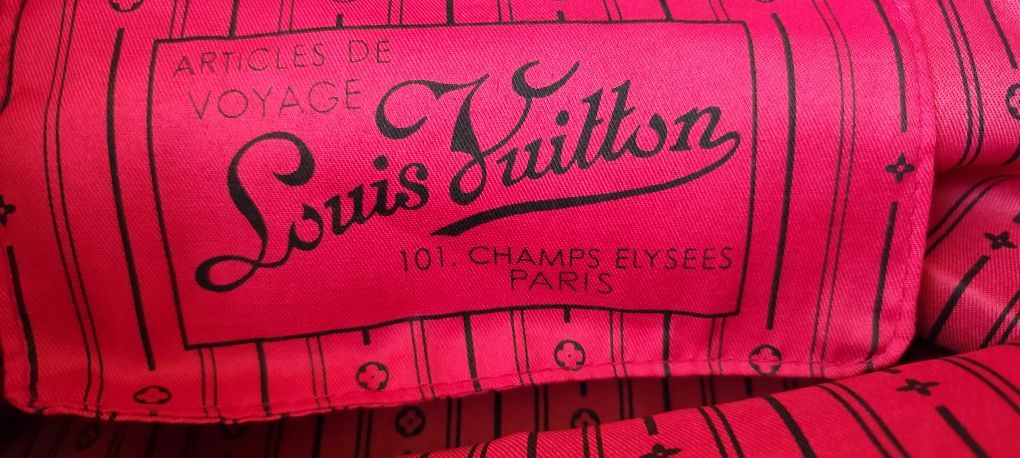 ARTICLES DE
VOYAGE
Louis Vuitton
101. CHAMPS ELYSEES
PARIS